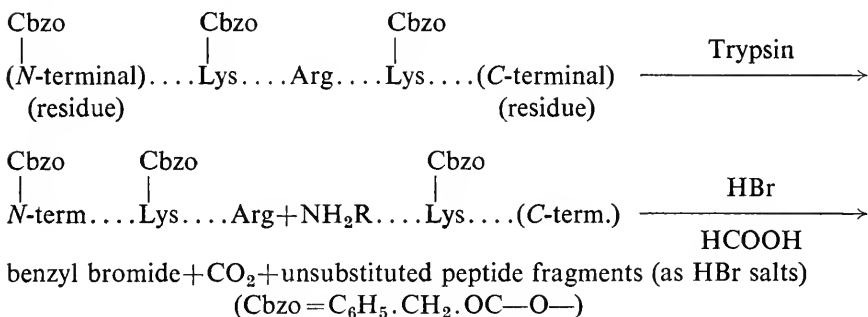 Cbzo Cbzo Cbzo
(N-terminal)....Lys....Arg....Lys....(C-terminal) Trypsin
(residue) (residue)
Cbzo Cbzo Cbzo
N-term....Lys....Arg+NH₂R....Lys....(C-term.) HBr
HCOOH
benzyl bromide+CO₂+unsubstituted peptide fragments (as HBr salts)
(Cbzo=C₆H₅.CH₂.OC—O—)